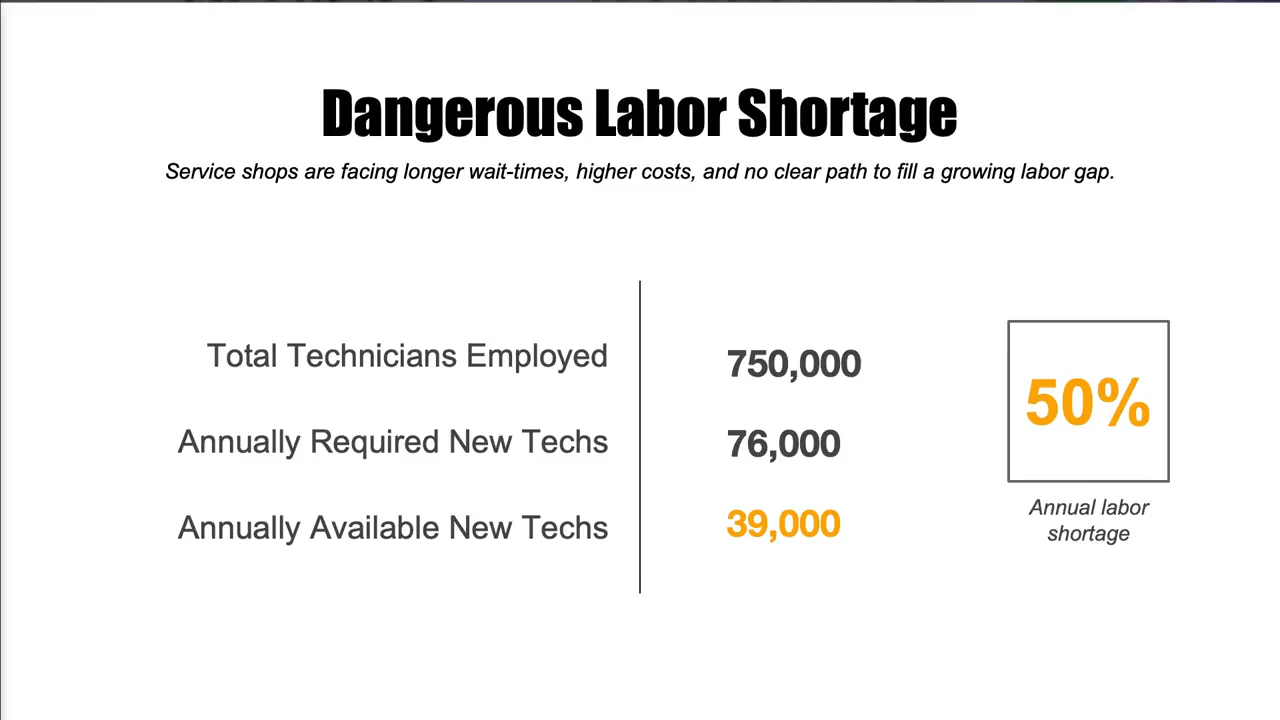 Dangerous Labor Shortage
Service shops are facing longer wait-times, higher costs, and no clear path to fill a growing labor gap.
Total Technicians Employed
750,000
Annually Required New Techs
76,000
Annually Available New Techs
39,000
50%
Annual labor
shortage